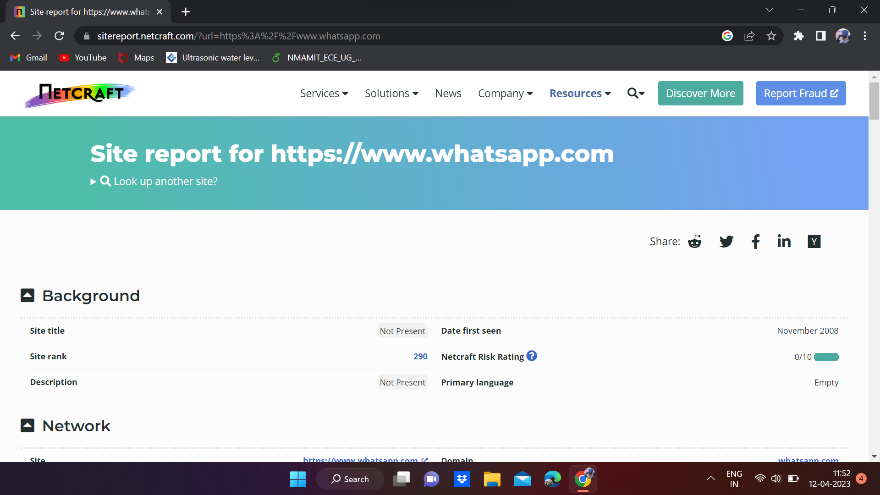 Site report for https://www.whats
sitereport.netcraft.com/?url=https%3A%2F%2Fwww.whatsapp.com
Gmail YouTube Maps Ultrasonic water lev... NMAMIT_ECE_UG_...
NETCRAFT Services Solutions News Company Resources Discover More Report Fraud
Site report for https://www.whatsapp.com
Look up another site?
Share:
Background
Site title Not Present Date first seen November 2008
Site rank 290 Netcraft Risk Rating ? 0/10
Description Not Present Primary language Empty
Network
Site https://www.whatsapp.com Domain whatsapp.com
Search
ENG 11:52
IN 12-04-2023 4